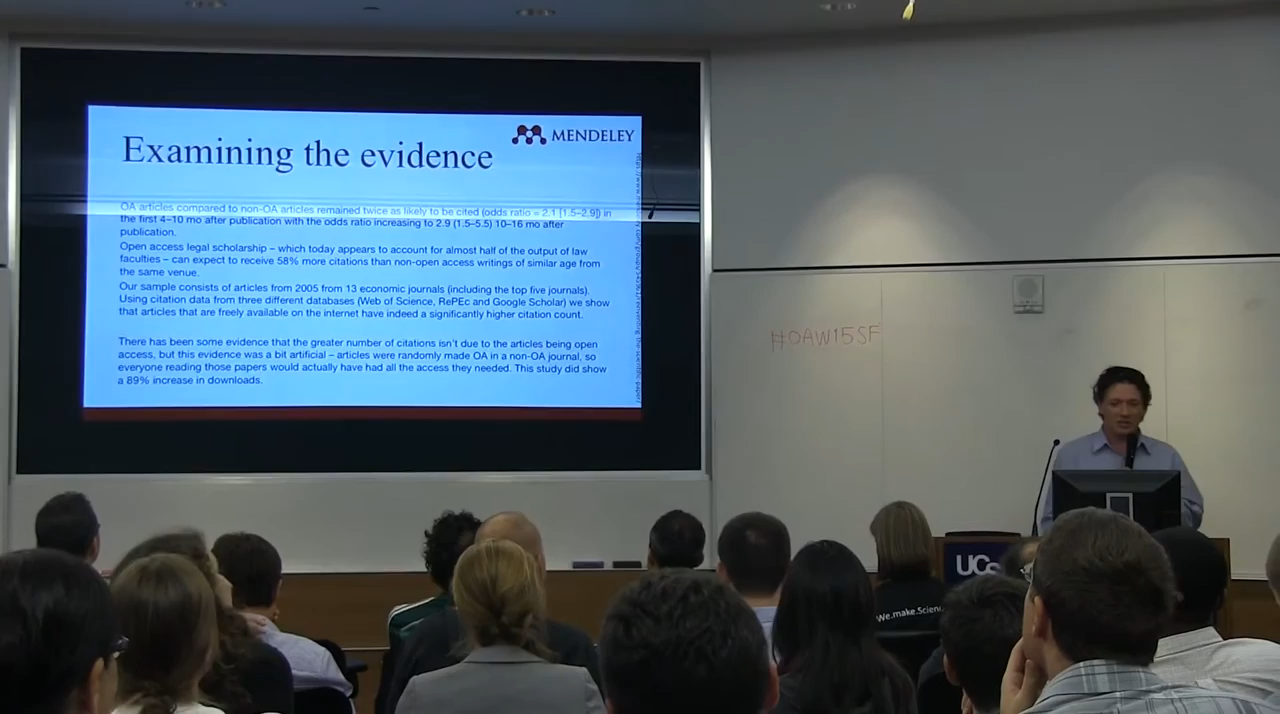 MENDELEY
Examining the evidence
OA articles compared to non-OA articles remained twice as likely to be cited (odds ratio = 2.1 [1.5–2.9]) in
the first 4–10 mo after publication with the odds ratio increasing to 2.9 (1.5–5.5) 10–16 mo after
publication.
Open access legal scholarship – which today appears to account for almost half of the output of law
faculties – can expect to receive 58% more citations than non-open access writings of similar age from
the same venue.
Our sample consists of articles from 2005 from 13 economic journals (including the top five journals).
Using citation data from three different databases (Web of Science, RePEc and Google Scholar) we show
that articles that are freely available on the internet have indeed a significantly higher citation count.
There has been some evidence that the greater number of citations isn't due to the articles being open
access, but this evidence was a bit artificial – articles were randomly made OA in a non-OA journal, so
everyone reading those papers would actually have had all the access they needed. This study did show
a 89% increase in downloads.
#OAW15SF
UCs
We.make.Scien